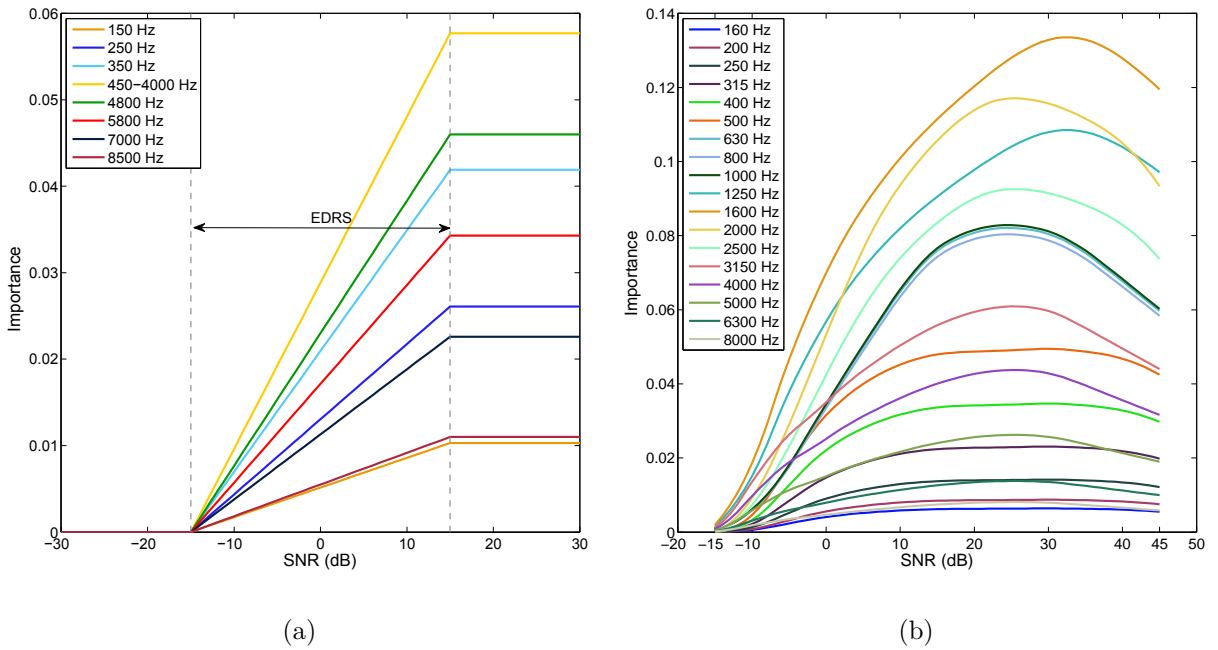 0.06
0.05
0.04
0.03
0.02
0.01
0
Importance
150 Hz
250 Hz
350 Hz
450−4000 Hz
4800 Hz
5800 Hz
7000 Hz
8500 Hz
EDRS
−30
−20
−10
0
10
20
30
SNR (dB)
(a)
0.14
0.12
0.1
0.08
0.06
0.04
0.02
0
Importance
160 Hz
200 Hz
250 Hz
315 Hz
400 Hz
500 Hz
630 Hz
800 Hz
1000 Hz
1250 Hz
1600 Hz
2000 Hz
2500 Hz
3150 Hz
4000 Hz
5000 Hz
6300 Hz
8000 Hz
−20
−15
−10
0
10
20
30
40
45
50
SNR (dB)
(b)